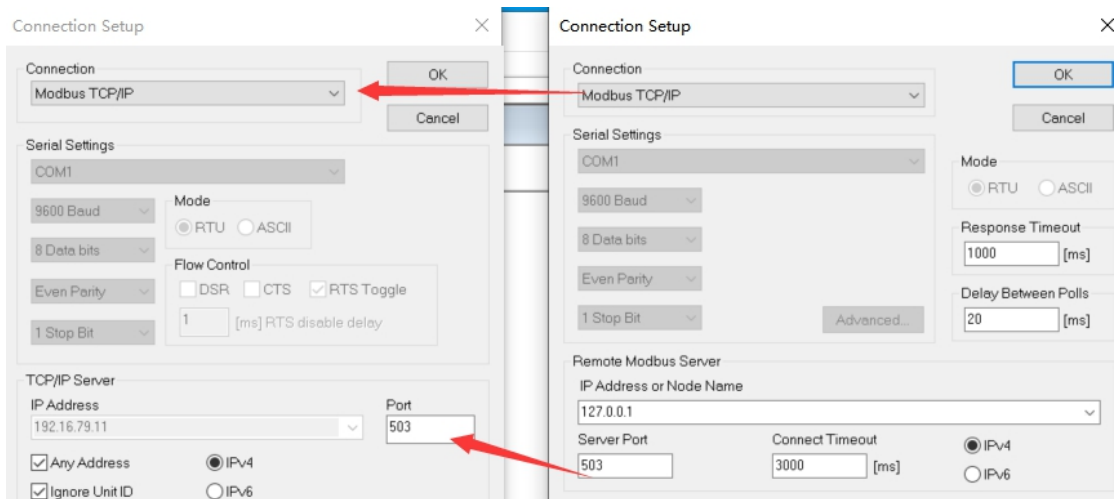 Connection Setup
Connection
Modbus TCP/IP
OK
Cancel
Serial Settings
COM1
9600 Baud
Mode
RTU
ASCII
8 Data bits
Flow Control
DSR
CTS
RTS Toggle
Even Parity
1
[ms] RTS disable delay
1 Stop Bit
TCP/IP Server
IP Address
Port
192.16.79.11
503
Any Address
IPv4
Ignore Unit ID
IPv6
Connection Setup
Connection
Modbus TCP/IP
OK
Cancel
Serial Settings
COM1
Mode
RTU
ASCII
9600 Baud
Response Timeout
8 Data bits
1000
[ms]
Even Parity
Delay Between Polls
1 Stop Bit
Advanced...
20
[ms]
Remote Modbus Server
IP Address or Node Name
127.0.0.1
Server Port
Connect Timeout
IPv4
503
3000
[ms]
IPv6